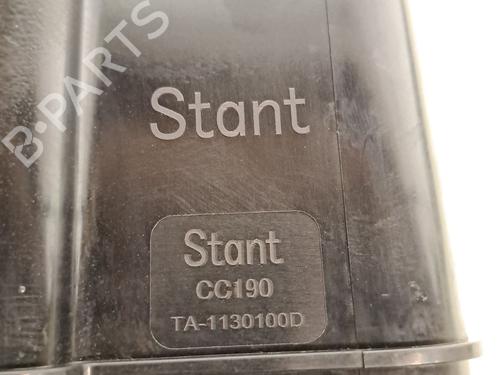 B-PARTS
Stant
Stant
CC190
TA-1130100D